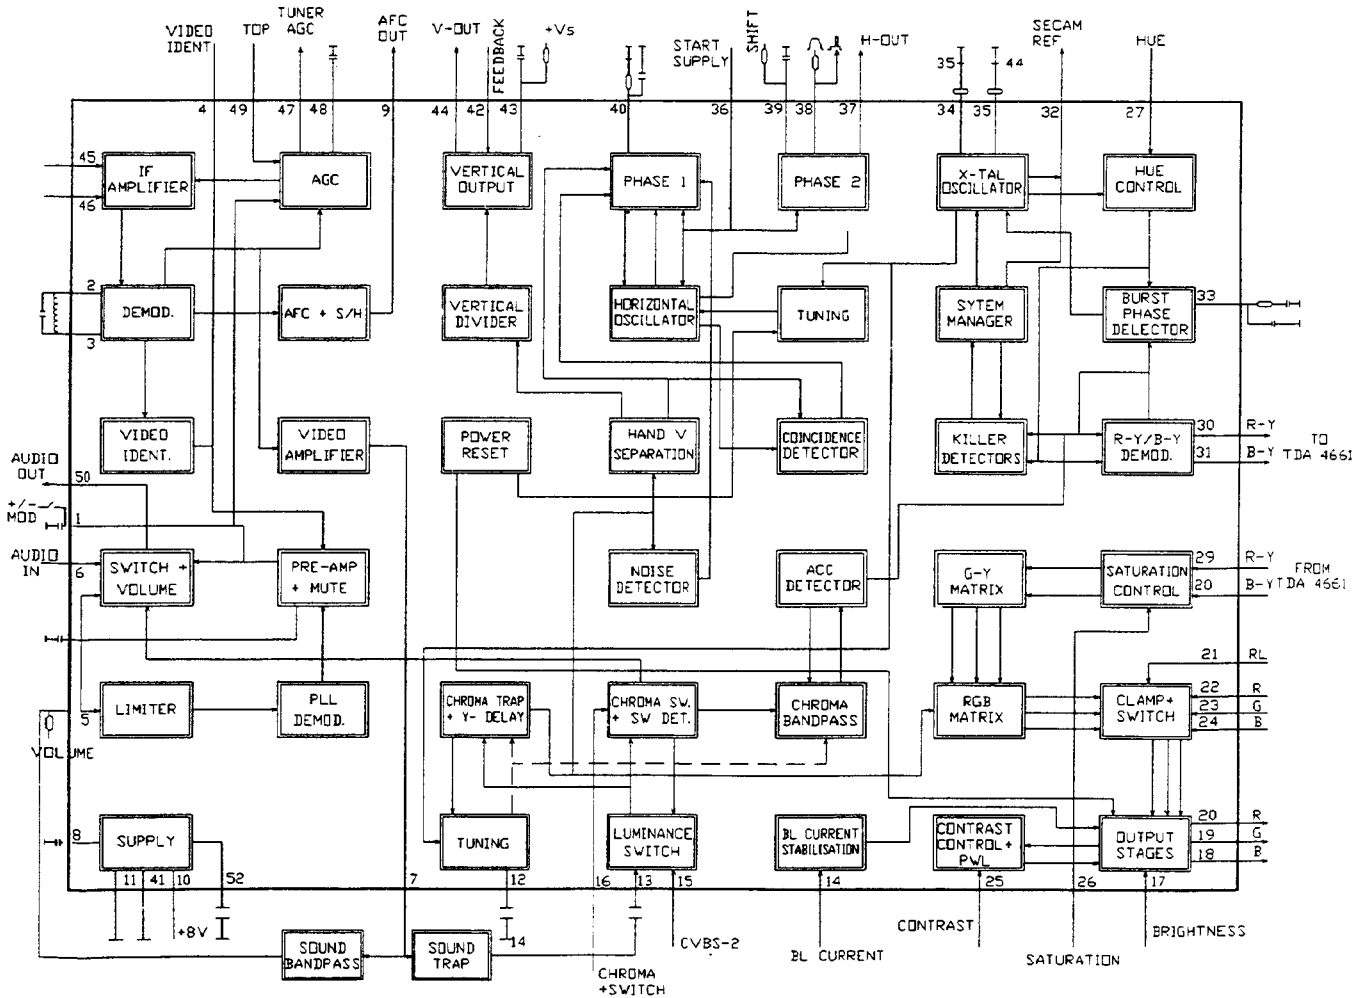 VIDEO
IDENT
TOP
TUNER
AGC
AFC
OUT
V-OUT
FEEDBACK
+Vs
START
SUPPLY
SHIFT
H-OUT
35
44
SECAM
REF
HUE
4
49
47
48
9
44
42
43
40
36
39
38
37
34
35
32
27
45
46
IF
AMPLIFIER
AGC
VERTICAL
OUTPUT
PHASE 1
PHASE 2
X-TAL
OSCILLATOR
HUE
CONTROL
2
3
DEMOD.
AFC + S/H
VERTICAL
DIVIDER
HORIZONTAL
OSCILLATOR
TUNING
SYTEM
MANAGER
BURST
PHASE
DELECTOR
33
VIDEO
IDENT.
VIDEO
AMPLIFIER
POWER
RESET
HAND V
SEPARATION
COINCIDENCE
DETECTOR
KILLER
DETECTORS
R-Y/B-Y
DEMOD.
30
R-Y
31
B-Y
TO
TDA 4661
AUDIO
OUT
50
+/-
MOD
1
AUDIO
IN
6
SWITCH +
VOLUME
PRE-AMP
+ MUTE
NOISE
DETECTOR
ACC
DETECTOR
G-Y
MATRIX
SATURATION
CONTROL
29
R-Y
20
B-Y
FROM
TDA 4661
21
RL
5
VOLUME
LIMITER
PLL
DEMOD.
CHROMA TRAP
+ Y- DELAY
CHROMA SW.
+ SW DET.
CHROMA
BANDPASS
RGB
MATRIX
CLAMP+
SWITCH
22
R
23
G
24
B
8
SUPPLY
TUNING
LUMINANCE
SWITCH
BL CURRENT
STABILISATION
CONTRAST
CONTROL+
PWL
OUTPUT
STAGES
20
R
19
G
18
B
11
41
10
52
7
12
16
13
15
14
25
26
17
+8V
SOUND
BANDPASS
SOUND
TRAP
14
CVBS-2
CHROMA
+SWITCH
BL CURRENT
CONTRAST
SATURATION
BRIGHTNESS